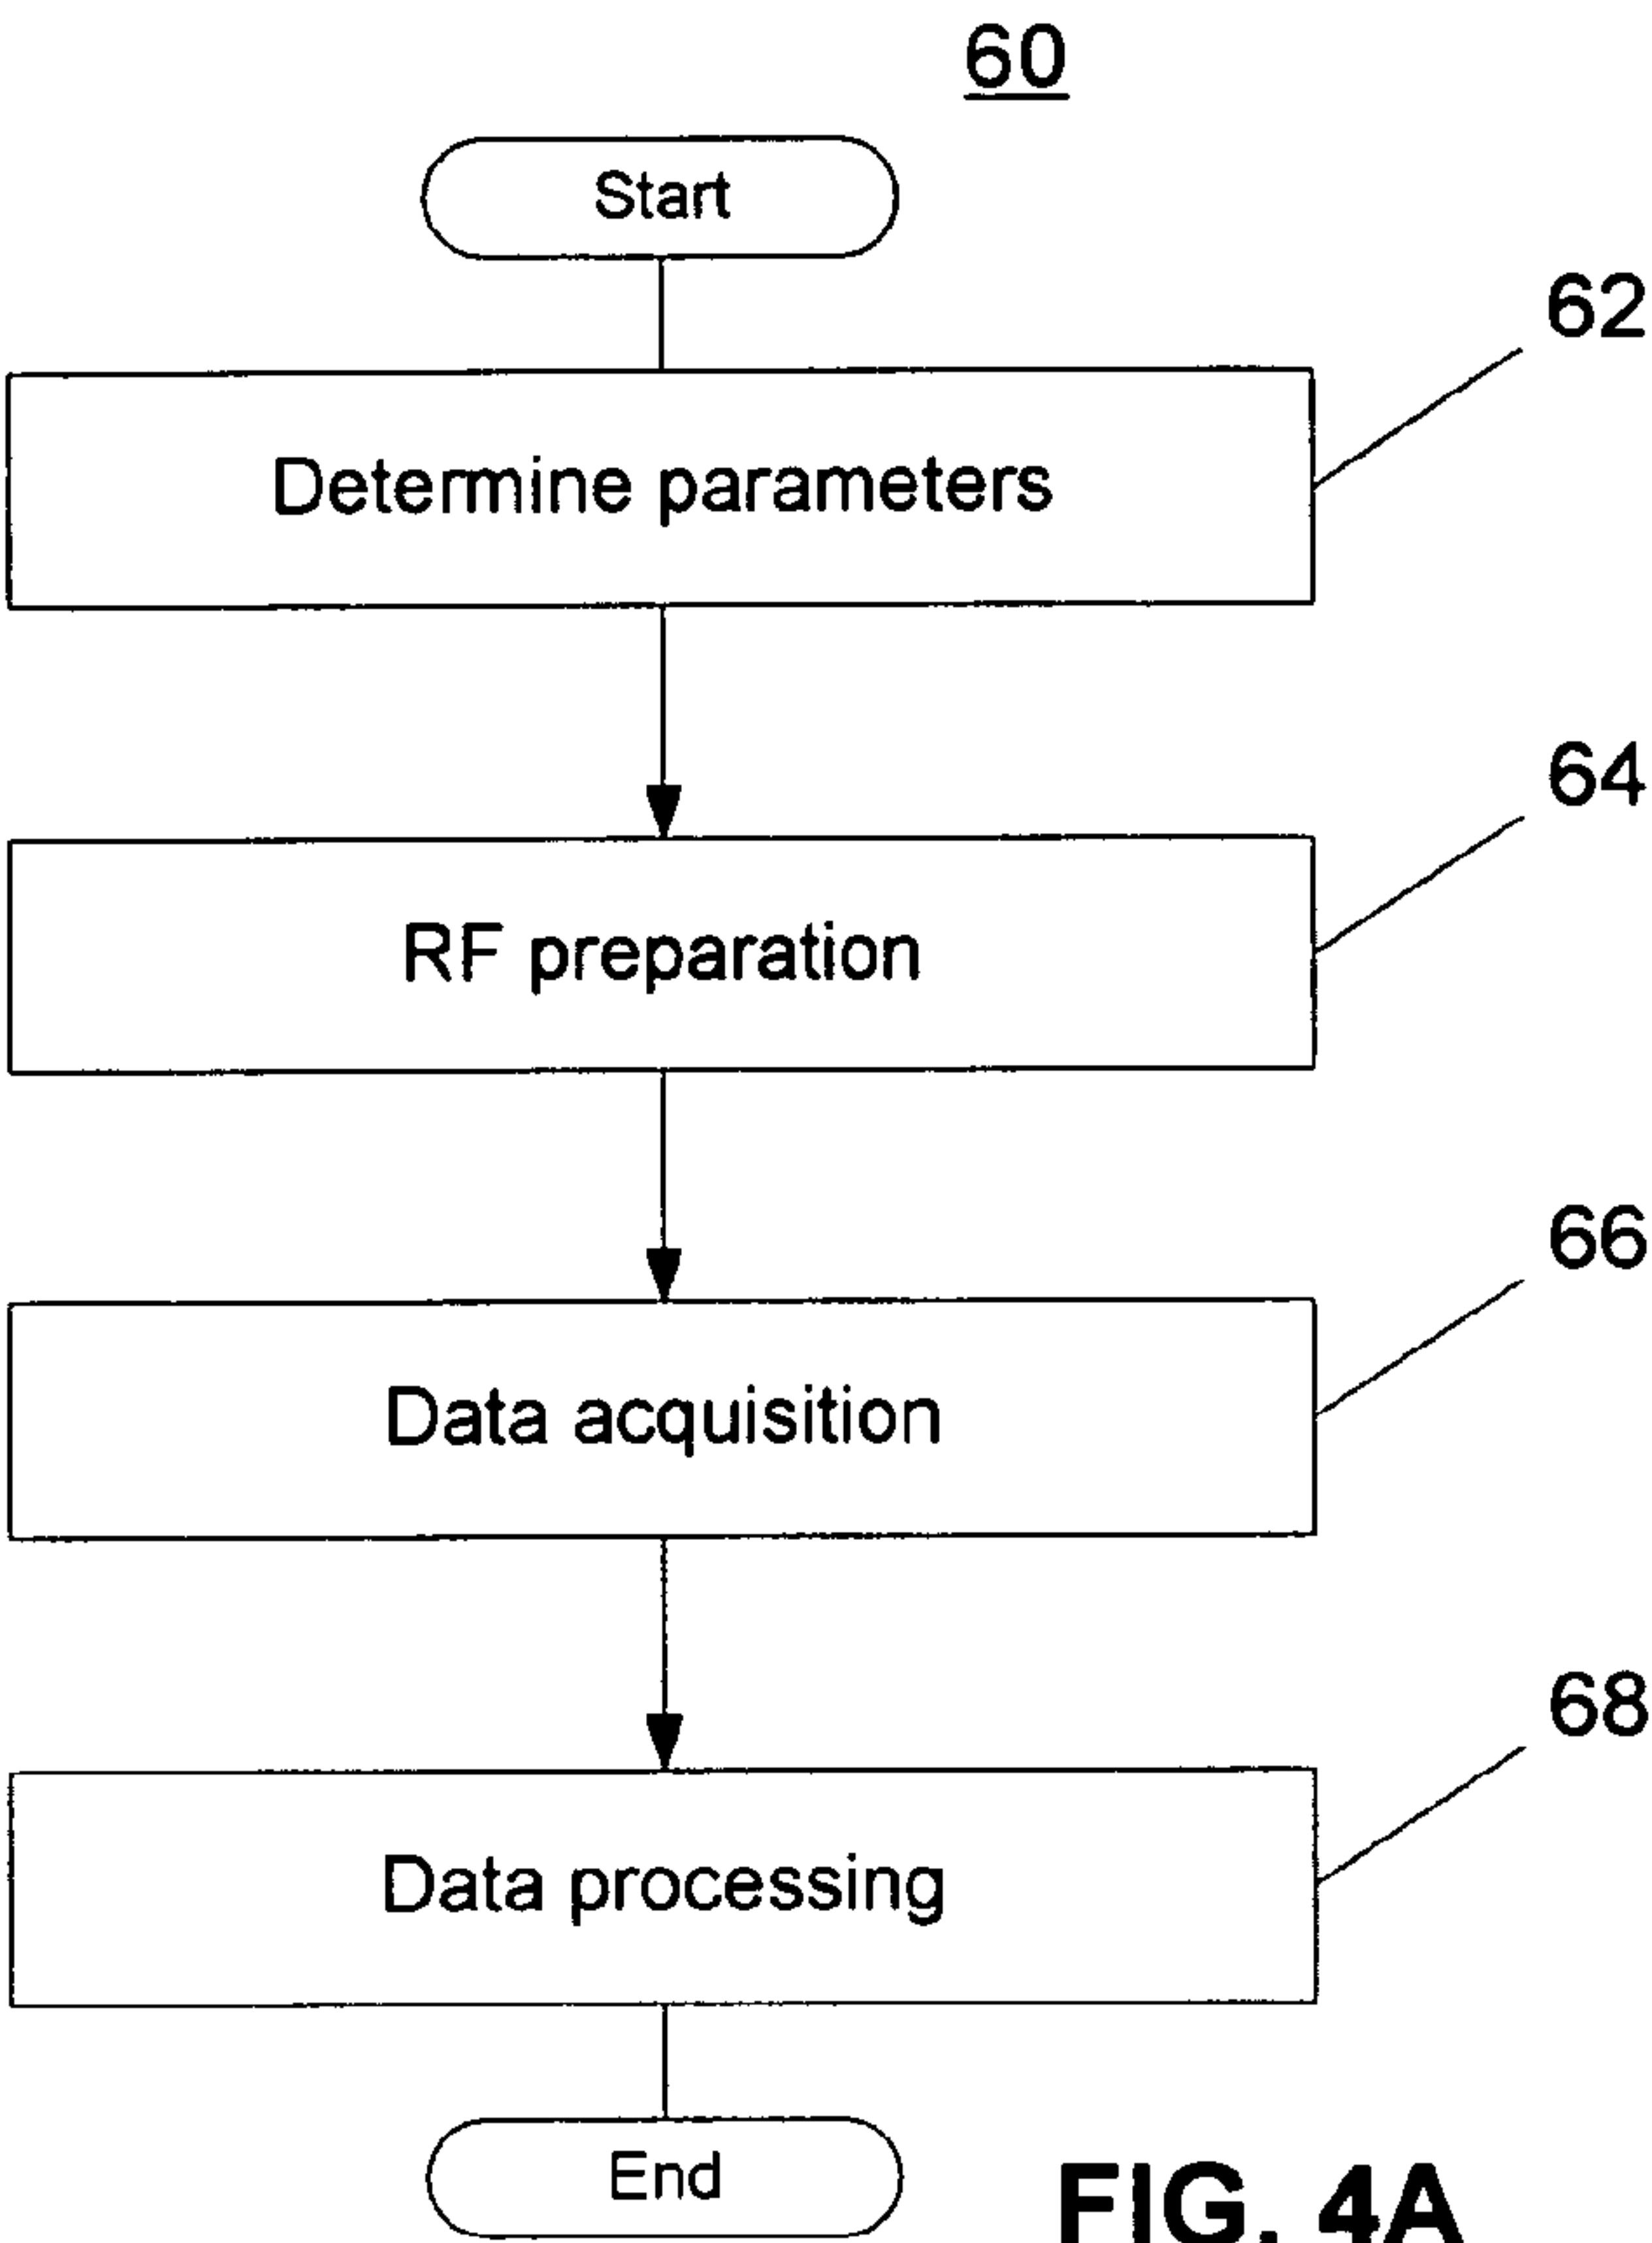 60
Start
62
Determine parameters
64
RF preparation
66
Data acquisition
68
Data processing
End
FIG. 4A